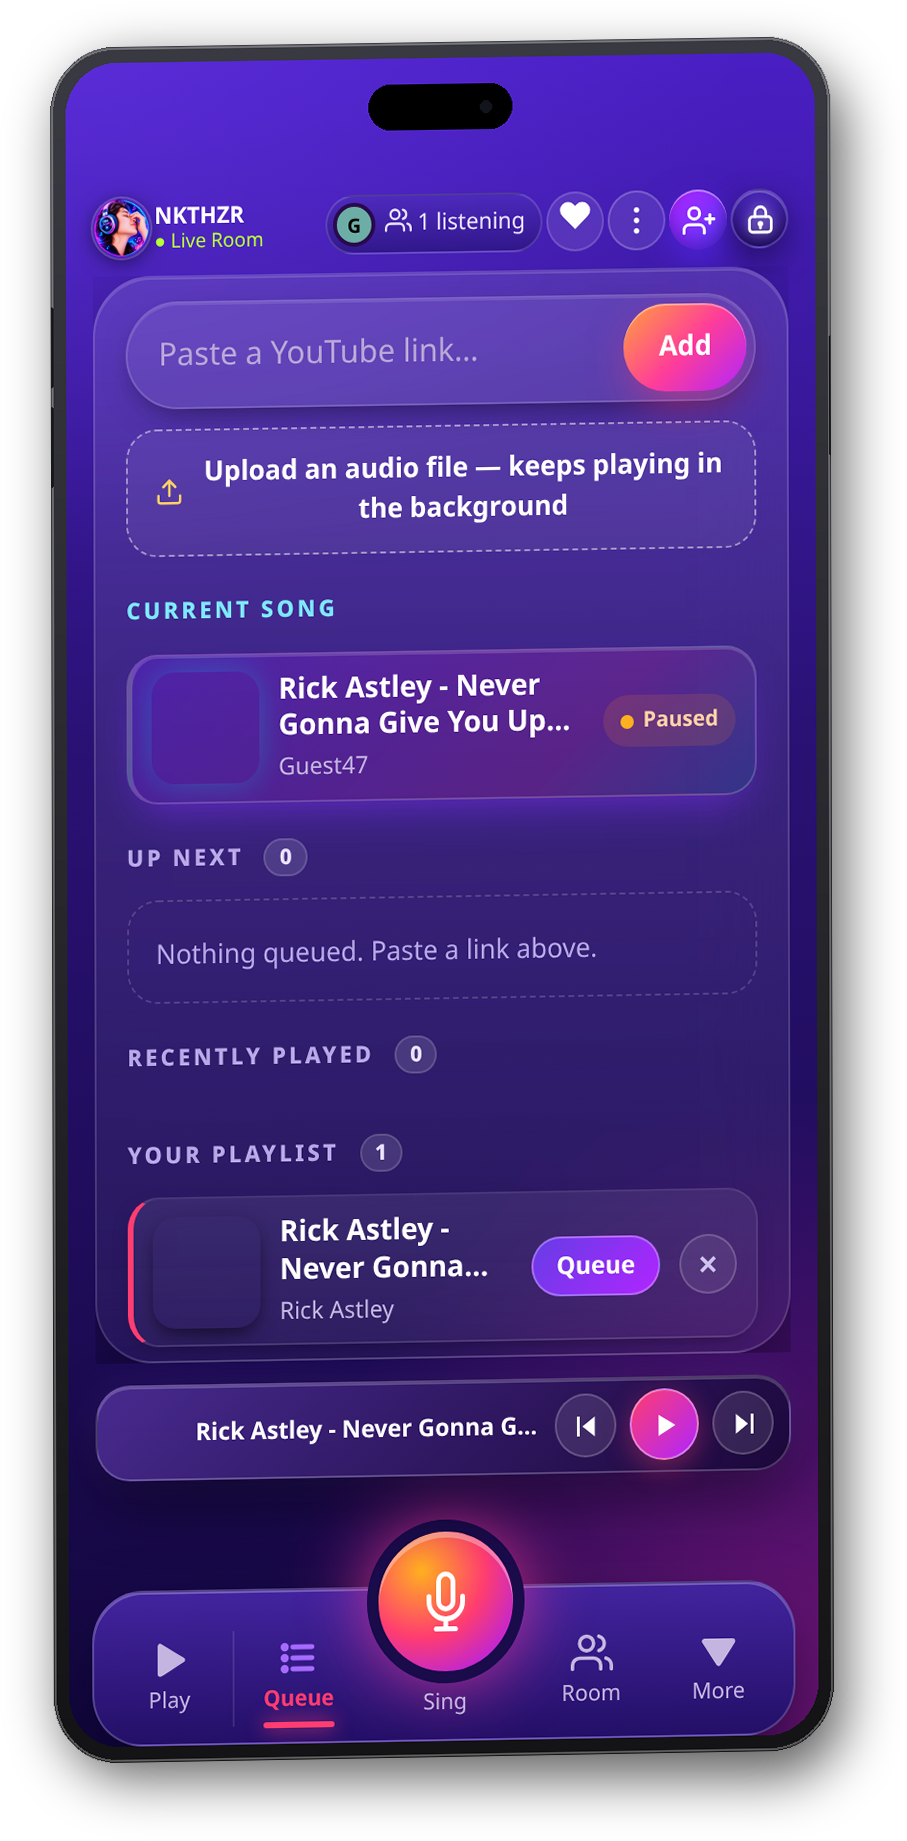 NKTHZR
Live Room
G
1 listening
Paste a YouTube link...
Add
Upload an audio file — keeps playing in
the background
CURRENT SONG
Rick Astley - Never
Gonna Give You Up...
Guest47
Paused
UP NEXT 0
Nothing queued. Paste a link above.
RECENTLY PLAYED 0
YOUR PLAYLIST 1
Rick Astley -
Never Gonna...
Rick Astley
Queue
Rick Astley - Never Gonna G...
Play
Queue
Sing
Room
More